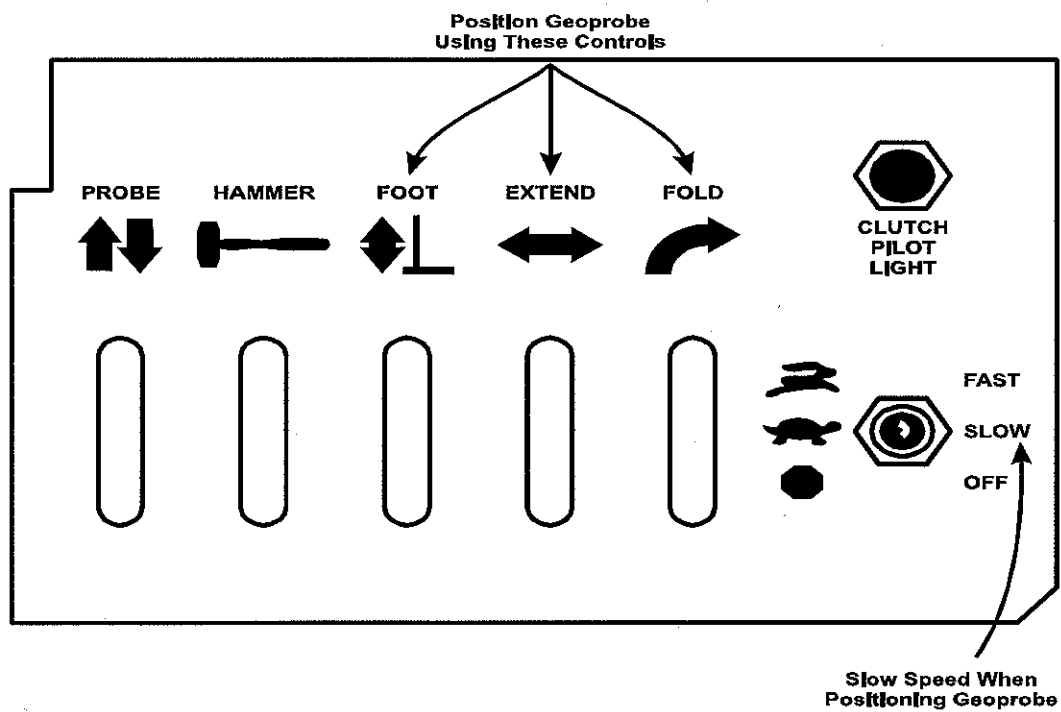 Position Geoprobe
Using These Controls
PROBE HAMMER FOOT EXTEND FOLD
CLUTCH
PILOT
LIGHT
FAST
SLOW
OFF
Slow Speed When
Positioning Geoprobe